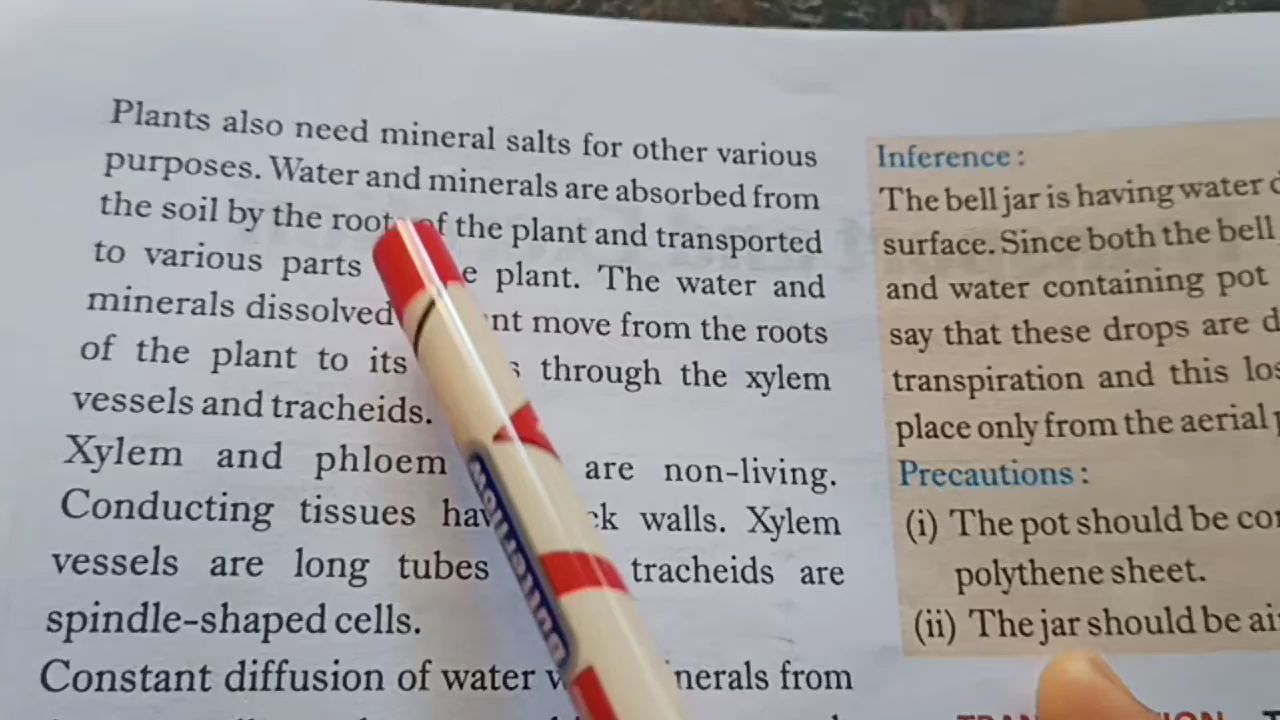 Plants also need mineral salts for other various
purposes. Water and minerals are absorbed from
the soil by the root of the plant and transported
to various parts plant. The water and
minerals dissolved move from the roots
of the plant to its through the xylem
vessels and tracheids.
Xylem and phloem are non-living.
Conducting tissues walls. Xylem
vessels are long tubes tracheids are
spindle-shaped cells.
Constant diffusion of water from
Inference:
The bell jar is having water
surface. Since both the bell
and water containing pot
say that these drops are
transpiration and this
place only from the aerial
Precautions:
(i) The pot should be
polythene sheet.
(ii) The jar should be
Butterflow